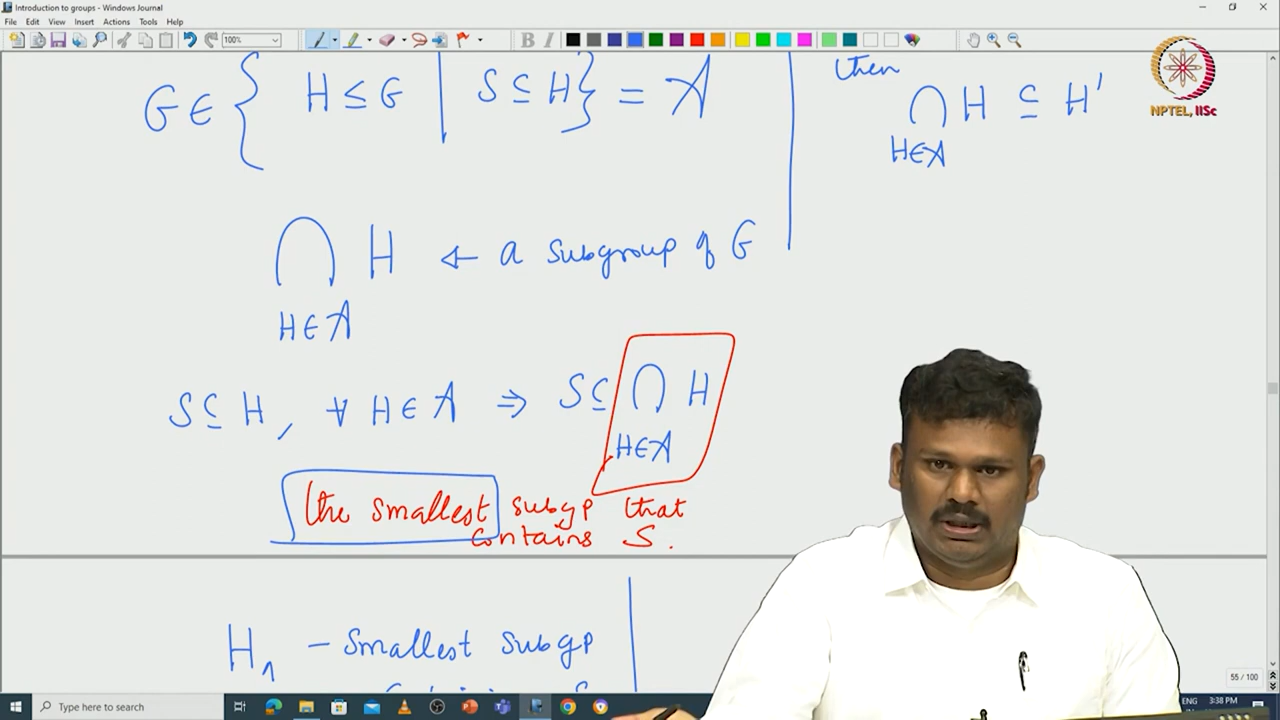 Introduction to groups - Windows Journal
File Edit View Insert Actions Tools Help
100%
B I
NPTEL, IISc
G ∈ { H ≤ G | S ⊆ H } = 𝒜
then
⋂ H ⊆ H'
H∈𝒜
⋂ H ← a subgroup of G
H∈𝒜
S ⊆ H, ∀ H ∈ 𝒜 ⇒ S ⊆ ⋂ H
H∈𝒜
the smallest subgp that
contains S.
H₁ – smallest subgp
55 / 100
Type here to search
ENG
3:38 PM